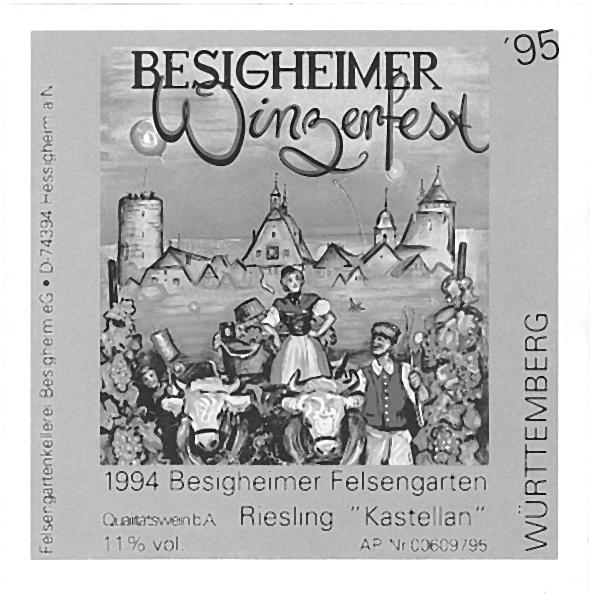 '95
BESIGHEIMER
Winzerfest
Felsengartenkellerei Besigheim eG • D-74394 Hessigheim a.N.
WÜRTTEMBERG
1994 Besigheimer Felsengarten
Qualitätswein b.A. Riesling "Kastellan"
11% vol. AP. Nr. 00609795